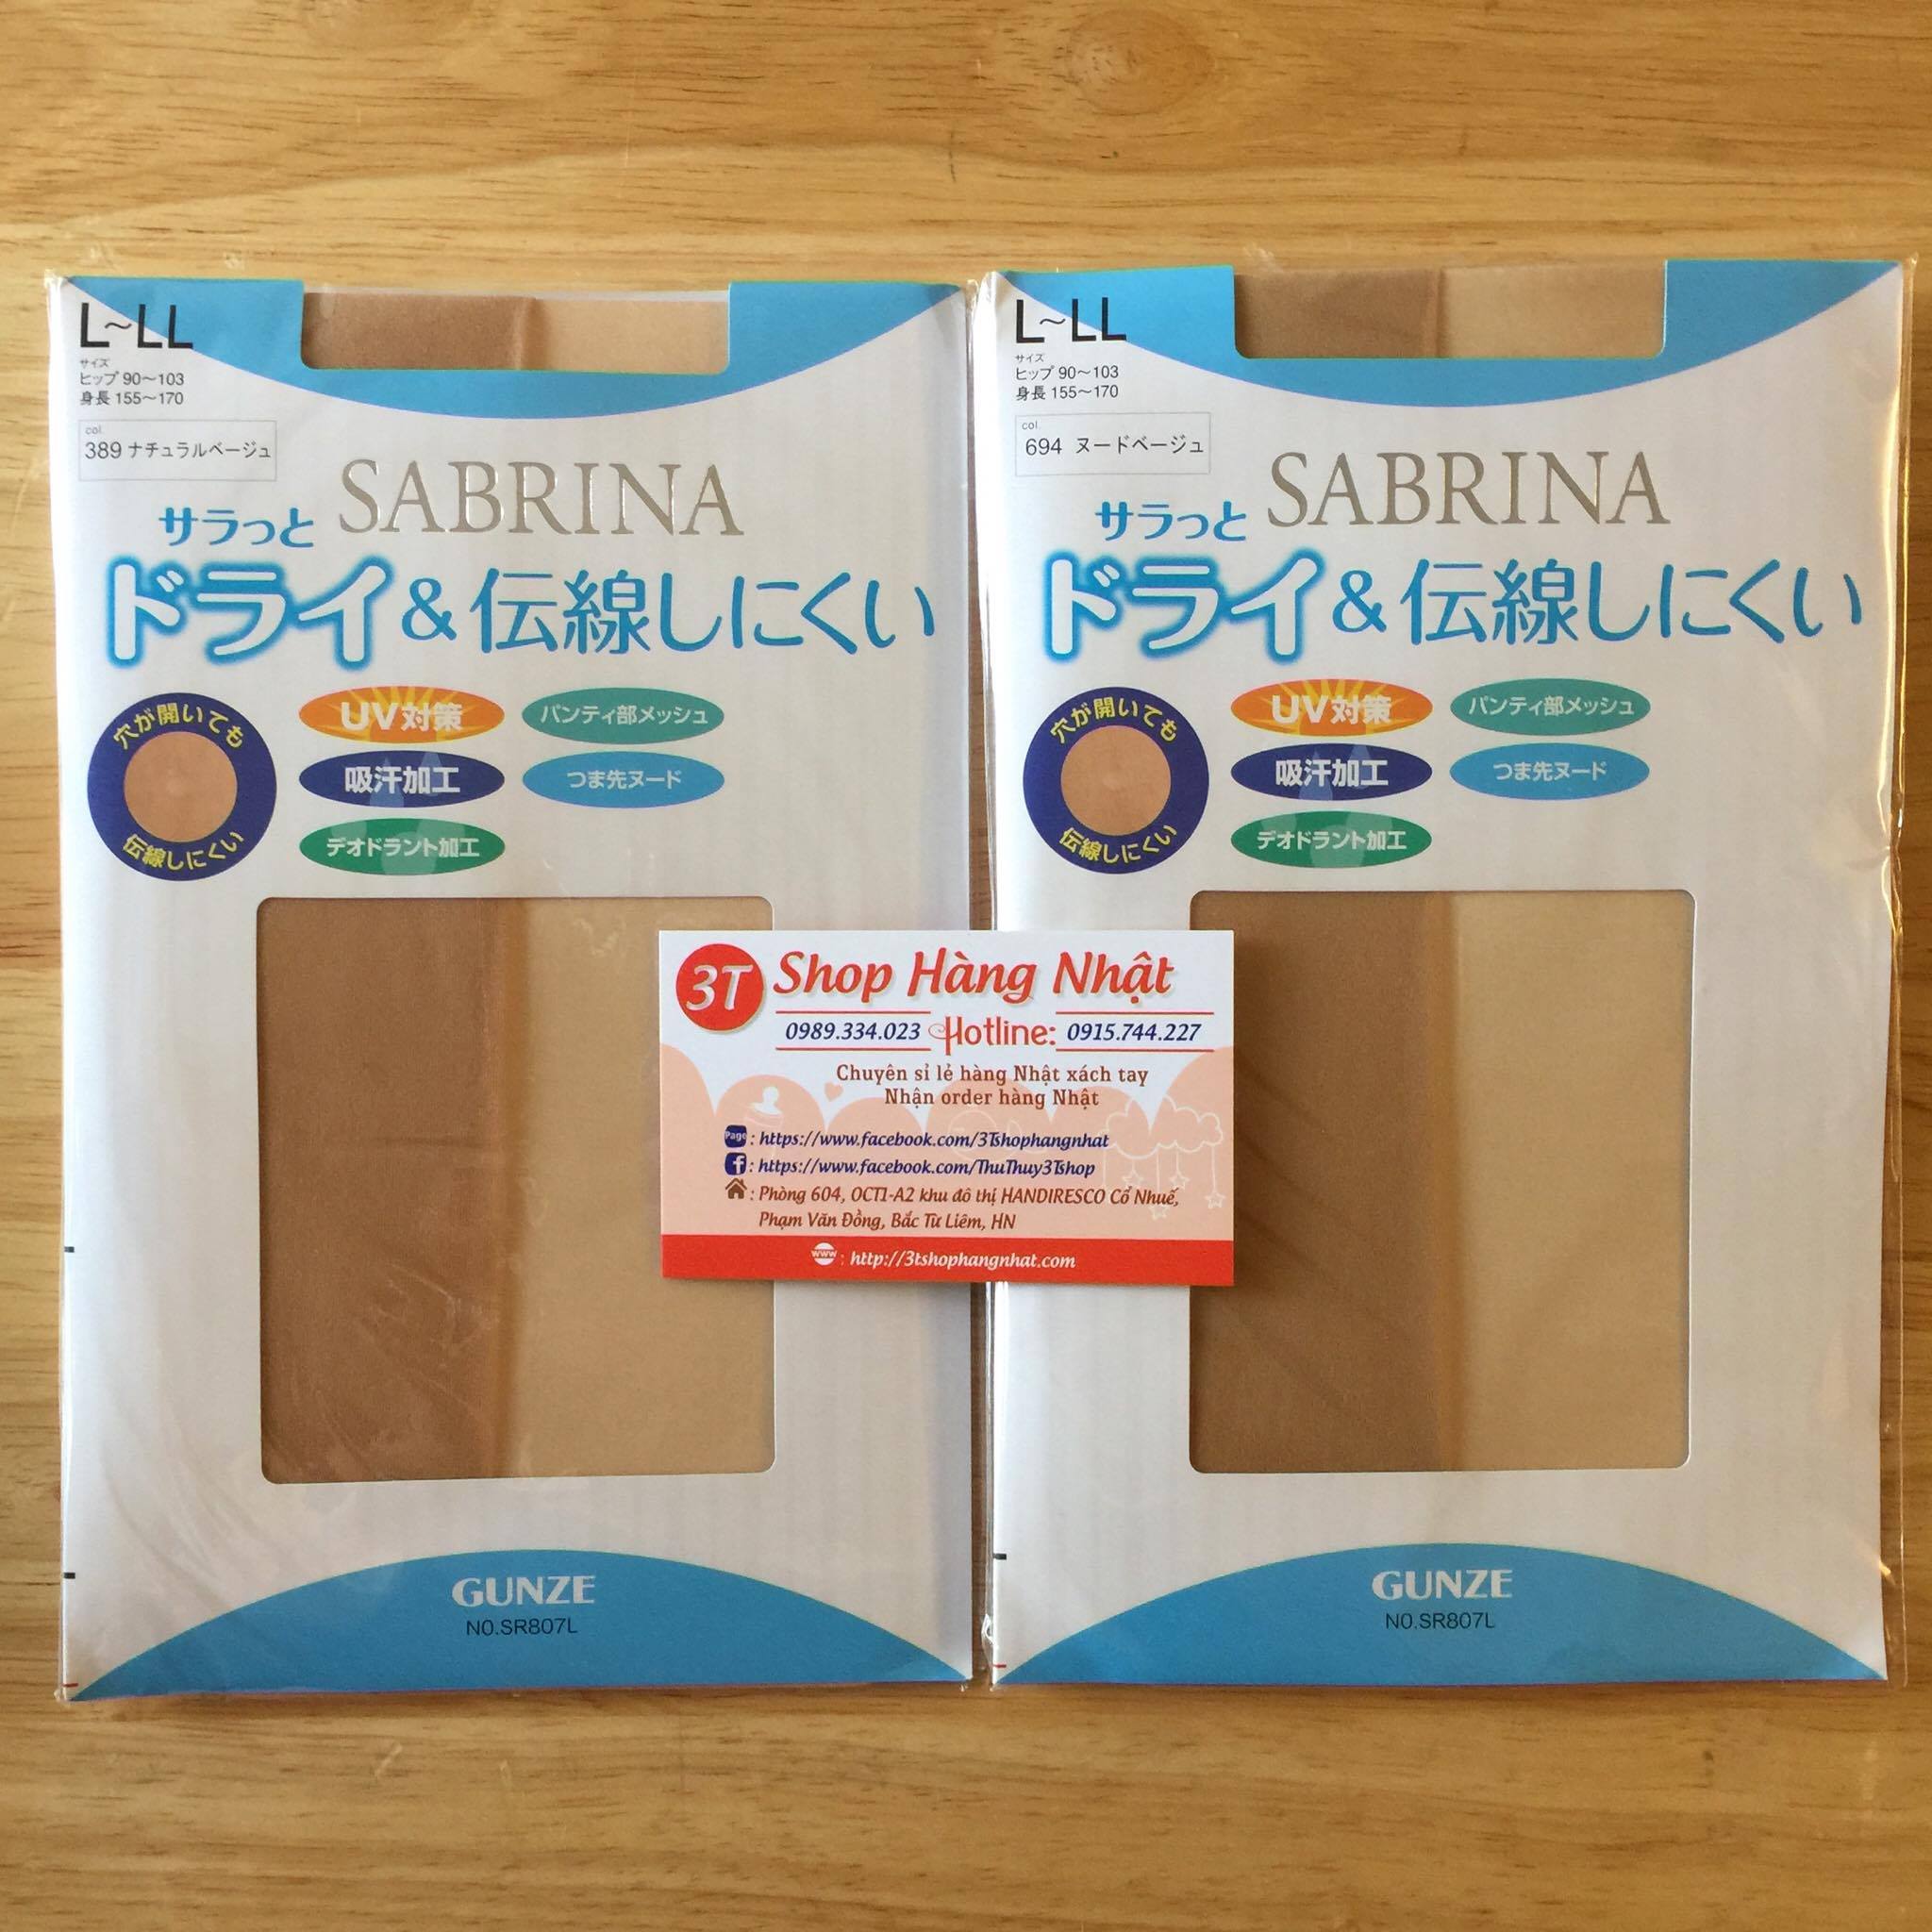 L~LL
サイズ
ヒップ 90～103
身長 155～170
col.
389 ナチュラルベージュ
SABRINA
サラっと
ドライ&伝線しにくい
穴が開いても
伝線しにくい
UV対策
パンティ部メッシュ
吸汗加工
つま先ヌード
デオドラント加工
GUNZE
NO.SR807L
L~LL
サイズ
ヒップ 90～103
身長 155～170
col.
694 ヌードベージュ
SABRINA
サラっと
ドライ&伝線しにくい
穴が開いても
伝線しにくい
UV対策
パンティ部メッシュ
吸汗加工
つま先ヌード
デオドラント加工
GUNZE
NO.SR807L
3T Shop Hàng Nhật
0989.334.023 Hotline: 0915.744.227
Chuyên sỉ lẻ hàng Nhật xách tay
Nhận order hàng Nhật
Page : https://www.facebook.com/3Tshophangnhat
f : https://www.facebook.com/ThuThuy3Tshop
: Phòng 604, OCT1-A2 khu đô thị HANDIRESCO Cổ Nhuế,
Phạm Văn Đồng, Bắc Từ Liêm, HN
www : http://3tshophangnhat.com